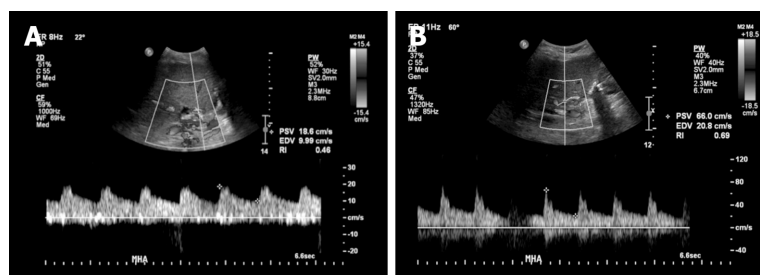 A
FR 8Hz 22°
2D
51%
C 55
P Med
Gen
CF
59%
1000Hz
WF 69Hz
Med
PW
52%
WF 30Hz
SV2.0mm
M3
2.3MHz
8.8cm
M2 M4
+15.4
-15.4
cm/s
14
PSV 18.6 cm/s
EDV 9.99 cm/s
RI 0.46
30
20
10
cm/s
-10
-20
MHA
6.6sec
B
FR 11Hz 60°
2D
37%
C 55
P Med
Gen
CF
47%
1320Hz
WF 85Hz
Med
PW
40%
WF 40Hz
SV2.0mm
M3
2.3MHz
6.7cm
M2 M4
+18.5
-18.5
cm/s
12
PSV 66.0 cm/s
EDV 20.8 cm/s
RI 0.69
120
80
40
cm/s
-40
MHA
6.6sec